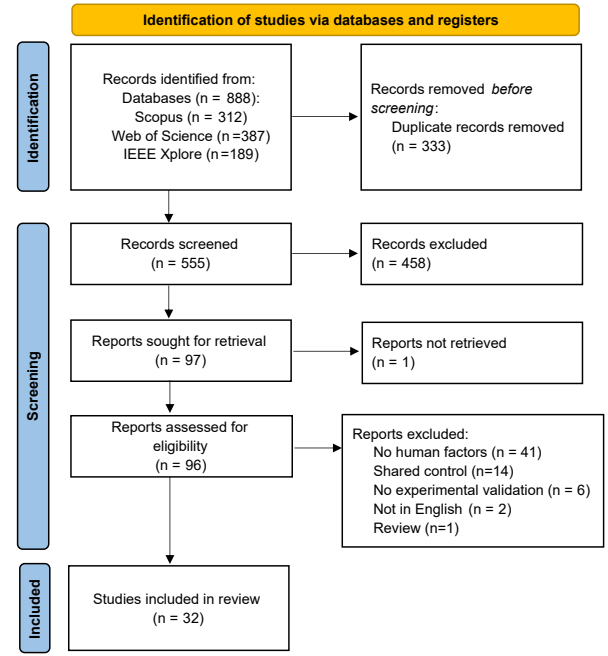 Identification of studies via databases and registers
Identification
Records identified from:
Databases (n = 888):
Scopus (n = 312)
Web of Science (n =387)
IEEE Xplore (n=189)
Records removed before
screening:
Duplicate records removed
(n = 333)
Screening
Records screened
(n = 555)
Records excluded
(n = 458)
Reports sought for retrieval
(n = 97)
Reports not retrieved
(n = 1)
Reports assessed for
eligibility
(n = 96)
Reports excluded:
No human factors (n = 41)
Shared control (n=14)
No experimental validation (n = 6)
Not in English (n = 2)
Review (n=1)
Included
Studies included in review
(n = 32)